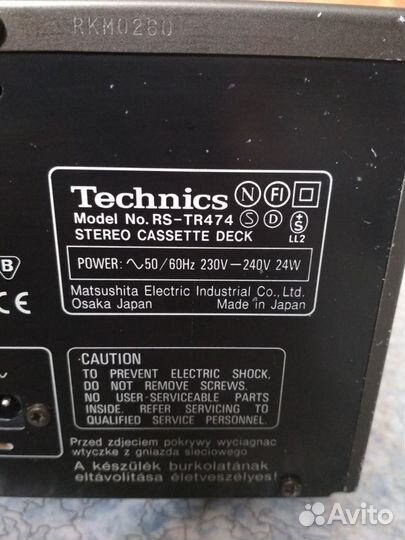 RKM0260
Technics N FI
Model No. RS-TR474 S D S
STEREO CASSETTE DECK LL2
POWER: ∿50/60Hz 230V—240V 24W
Matsushita Electric Industrial Co., Ltd.
Osaka Japan Made in Japan
B
CE
CAUTION
TO PREVENT ELECTRIC SHOCK,
DO NOT REMOVE SCREWS.
NO USER-SERVICEABLE PARTS
INSIDE. REFER SERVICING TO
QUALIFIED SERVICE PERSONNEL.
Przed zdjeciem pokrywy wyciagnac
wtyczke z gniazda sieciowego
A készülék burkolatának
eltávolítása életveszélyes!
Avito